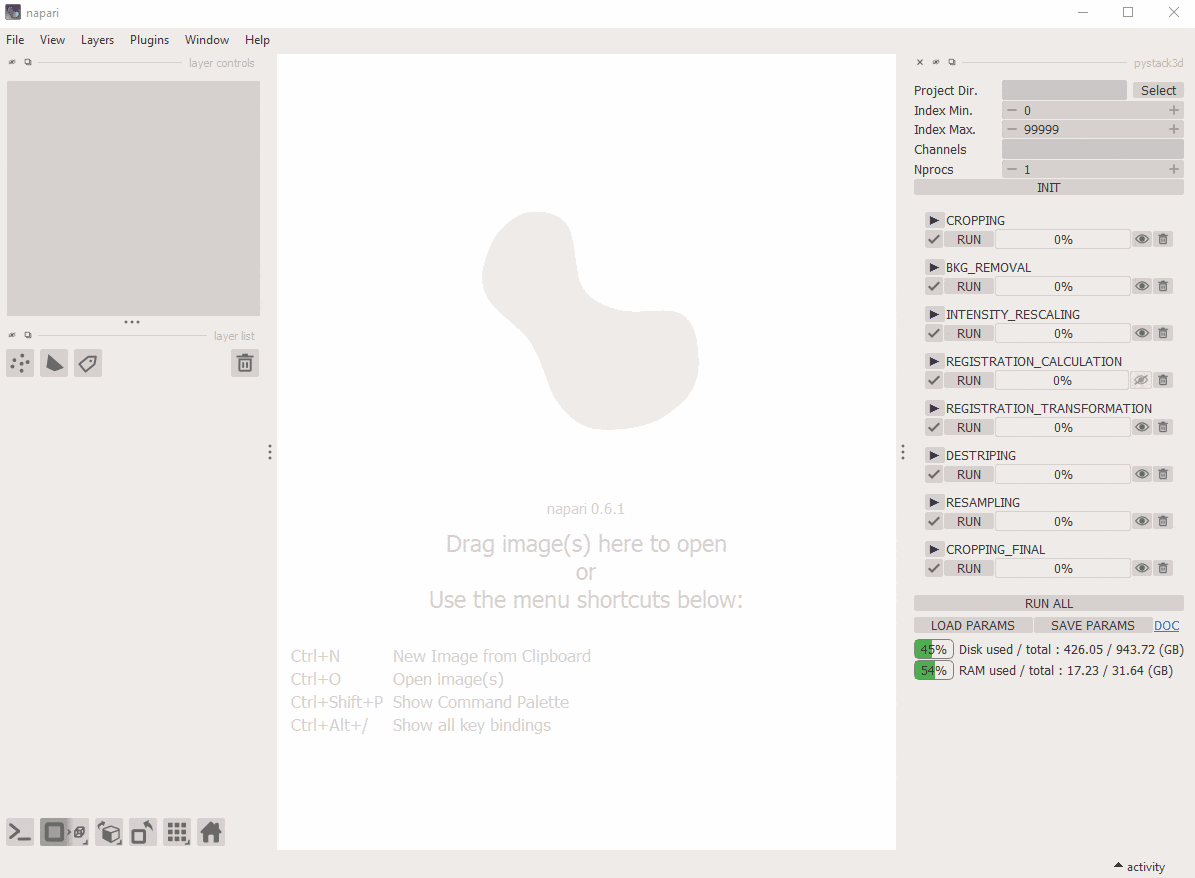 napari
File View Layers Plugins Window Help
layer controls
layer list
napari 0.6.1
Drag image(s) here to open
or
Use the menu shortcuts below:
Ctrl+N New Image from Clipboard
Ctrl+O Open image(s)
Ctrl+Shift+P Show Command Palette
Ctrl+Alt+/ Show all key bindings
pystack3d
Project Dir. Select
Index Min. 0
Index Max. 99999
Channels
Nprocs 1
INIT
CROPPING
RUN 0%
BKG_REMOVAL
RUN 0%
INTENSITY_RESCALING
RUN 0%
REGISTRATION_CALCULATION
RUN 0%
REGISTRATION_TRANSFORMATION
RUN 0%
DESTRIPING
RUN 0%
RESAMPLING
RUN 0%
CROPPING_FINAL
RUN 0%
RUN ALL
LOAD PARAMS SAVE PARAMS DOC
45% Disk used / total : 426.05 / 943.72 (GB)
54% RAM used / total : 17.23 / 31.64 (GB)
activity